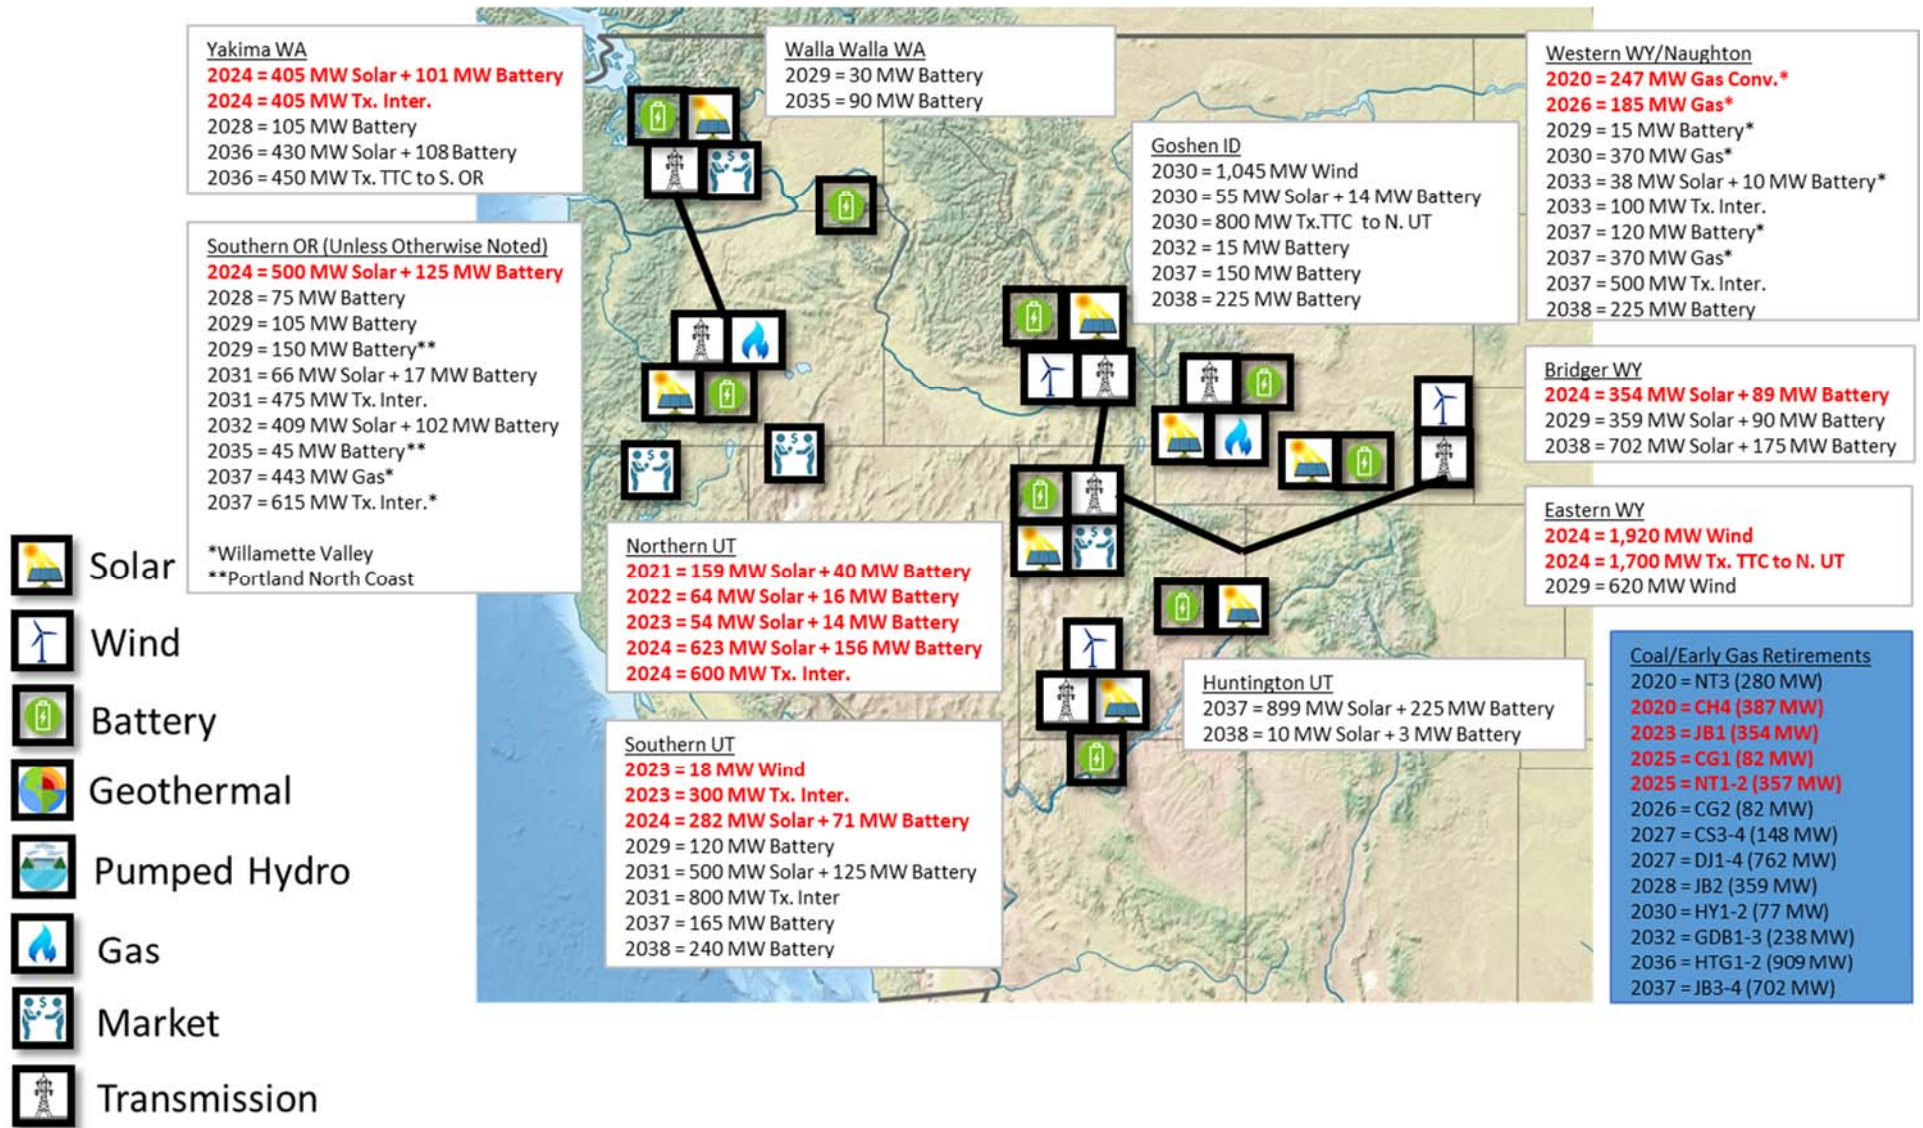 Yakima WA
2024 = 405 MW Solar + 101 MW Battery
2024 = 405 MW Tx. Inter.
2028 = 105 MW Battery
2036 = 430 MW Solar + 108 Battery
2036 = 450 MW Tx. TTC to S. OR
Walla Walla WA
2029 = 30 MW Battery
2035 = 90 MW Battery
Western WY/Naughton
2020 = 247 MW Gas Conv.*
2026 = 185 MW Gas*
2029 = 15 MW Battery*
2030 = 370 MW Gas*
2033 = 38 MW Solar + 10 MW Battery*
2033 = 100 MW Tx. Inter.
2037 = 120 MW Battery*
2037 = 370 MW Gas*
2037 = 500 MW Tx. Inter.
2038 = 225 MW Battery
Goshen ID
2030 = 1,045 MW Wind
2030 = 55 MW Solar + 14 MW Battery
2030 = 800 MW Tx.TTC to N. UT
2032 = 15 MW Battery
2037 = 150 MW Battery
2038 = 225 MW Battery
Southern OR (Unless Otherwise Noted)
2024 = 500 MW Solar + 125 MW Battery
2028 = 75 MW Battery
2029 = 105 MW Battery
2029 = 150 MW Battery**
2031 = 66 MW Solar + 17 MW Battery
2031 = 475 MW Tx. Inter.
2032 = 409 MW Solar + 102 MW Battery
2035 = 45 MW Battery**
2037 = 443 MW Gas*
2037 = 615 MW Tx. Inter.*
*Willamette Valley
**Portland North Coast
Bridger WY
2024 = 354 MW Solar + 89 MW Battery
2029 = 359 MW Solar + 90 MW Battery
2038 = 702 MW Solar + 175 MW Battery
Eastern WY
2024 = 1,920 MW Wind
2024 = 1,700 MW Tx. TTC to N. UT
2029 = 620 MW Wind
Northern UT
2021 = 159 MW Solar + 40 MW Battery
2022 = 64 MW Solar + 16 MW Battery
2023 = 54 MW Solar + 14 MW Battery
2024 = 623 MW Solar + 156 MW Battery
2024 = 600 MW Tx. Inter.
Huntington UT
2037 = 899 MW Solar + 225 MW Battery
2038 = 10 MW Solar + 3 MW Battery
Southern UT
2023 = 18 MW Wind
2023 = 300 MW Tx. Inter.
2024 = 282 MW Solar + 71 MW Battery
2029 = 120 MW Battery
2031 = 500 MW Solar + 125 MW Battery
2031 = 800 MW Tx. Inter
2037 = 165 MW Battery
2038 = 240 MW Battery
Coal/Early Gas Retirements
2020 = NT3 (280 MW)
2020 = CH4 (387 MW)
2023 = JB1 (354 MW)
2025 = CG1 (82 MW)
2025 = NT1-2 (357 MW)
2026 = CG2 (82 MW)
2027 = CS3-4 (148 MW)
2027 = DJ1-4 (762 MW)
2028 = JB2 (359 MW)
2030 = HY1-2 (77 MW)
2032 = GDB1-3 (238 MW)
2036 = HTG1-2 (909 MW)
2037 = JB3-4 (702 MW)
Solar
Wind
Battery
Geothermal
Pumped Hydro
Gas
Market
Transmission